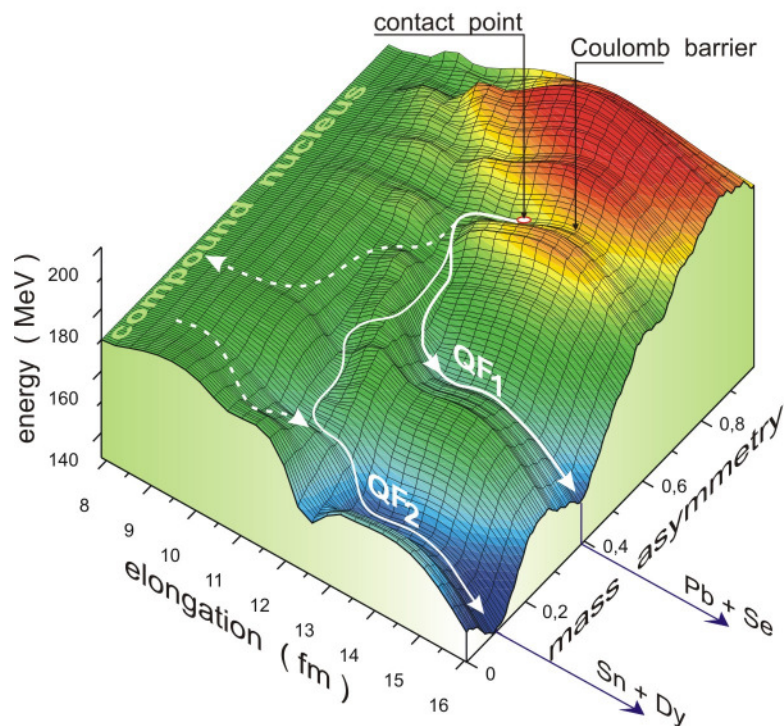 contact point
Coulomb barrier
compound nucleus
energy ( MeV )
200
180
160
140
QF1
QF2
8
9
10
11
12
13
14
15
16
elongation ( fm )
0
0,2
0,4
0,6
0,8
mass asymmetry
Pb + Se
Sn + Dy